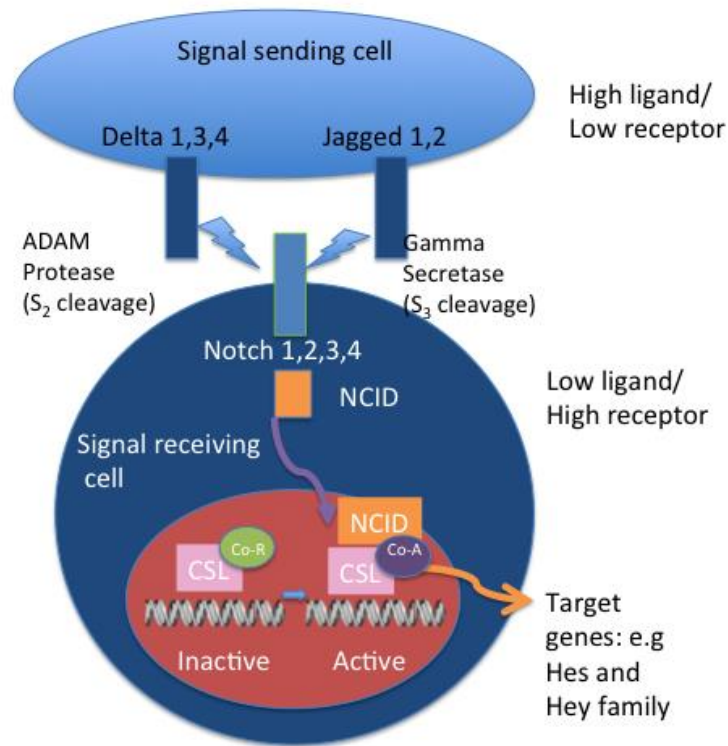 Signal sending cell
High ligand/
Low receptor
Delta 1,3,4
Jagged 1,2
ADAM
Protease
(S₂ cleavage)
Gamma
Secretase
(S₃ cleavage)
Notch 1,2,3,4
NCID
Low ligand/
High receptor
Signal receiving
cell
NCID
Co-R
CSL
Co-A
CSL
Inactive
Active
Target
genes: e.g
Hes and
Hey family